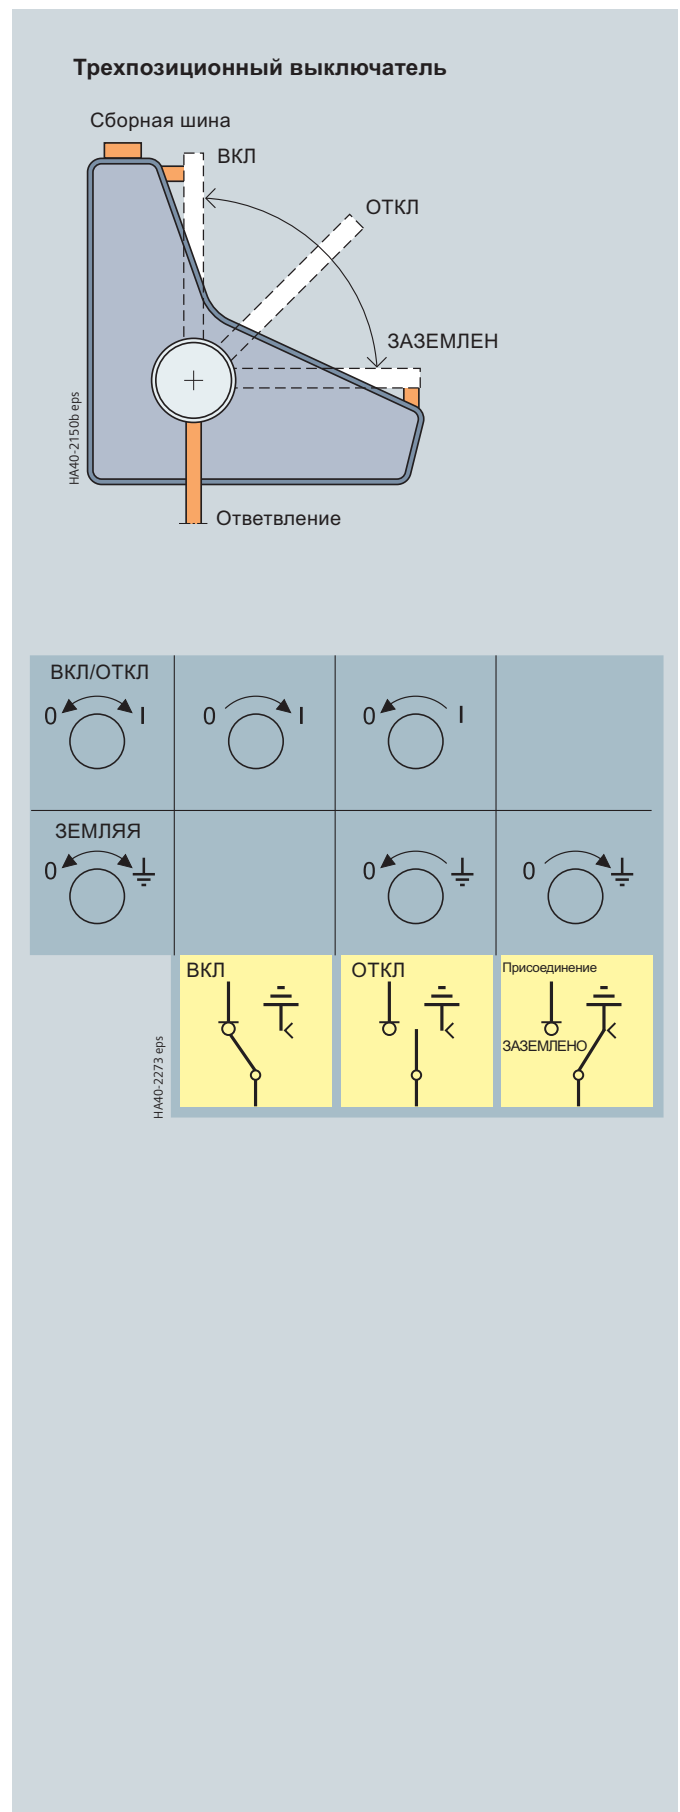 Трехпозиционный выключатель
Сборная шина
ВКЛ
ОТКЛ
ЗАЗЕМЛЕН
HA40-2150b eps
Ответвление
ВКЛ/ОТКЛ
0 I 0 I 0 I
ЗЕМЛЯЯ
0 0 0
ВКЛ ОТКЛ Присоединение
ЗАЗЕМЛЕНО
HA40-2273 eps